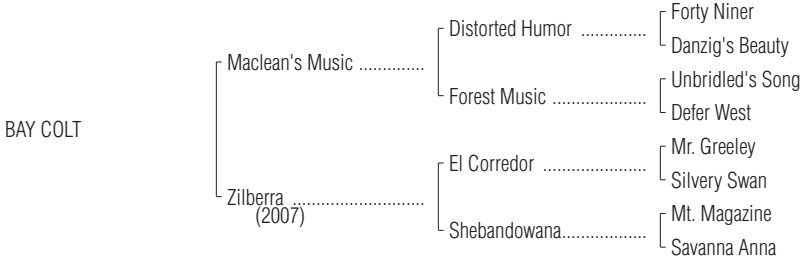 Forty Niner
Distorted Humor ..............
Danzig's Beauty
Maclean's Music ..............
Unbridled's Song
Forest Music ....................
Defer West
BAY COLT
Mr. Greeley
El Corredor ......................
Silvery Swan
Zilberra ............................
(2007)
Mt. Magazine
Shebandowana..................
Savanna Anna